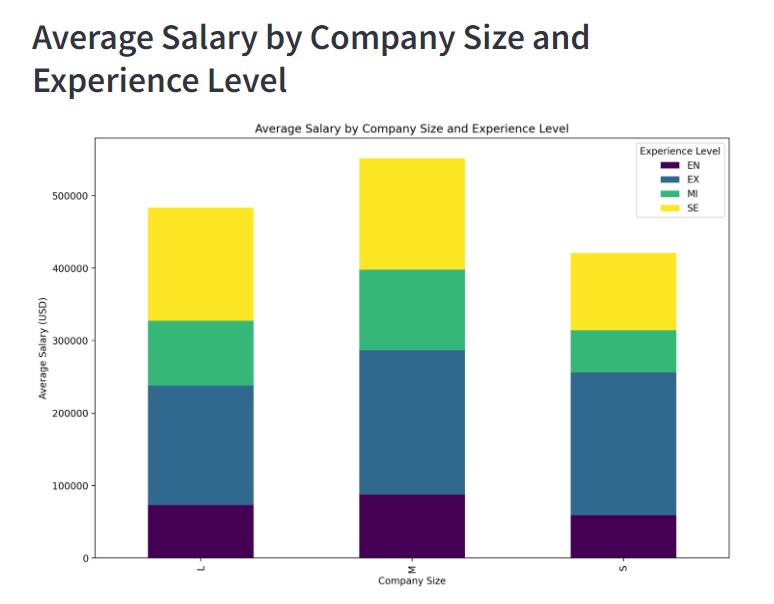 Average Salary by Company Size and
Experience Level
Average Salary by Company Size and Experience Level
Experience Level
EN
EX
MI
SE
Average Salary (USD)
500000
400000
300000
200000
100000
0
L
M
S
Company Size